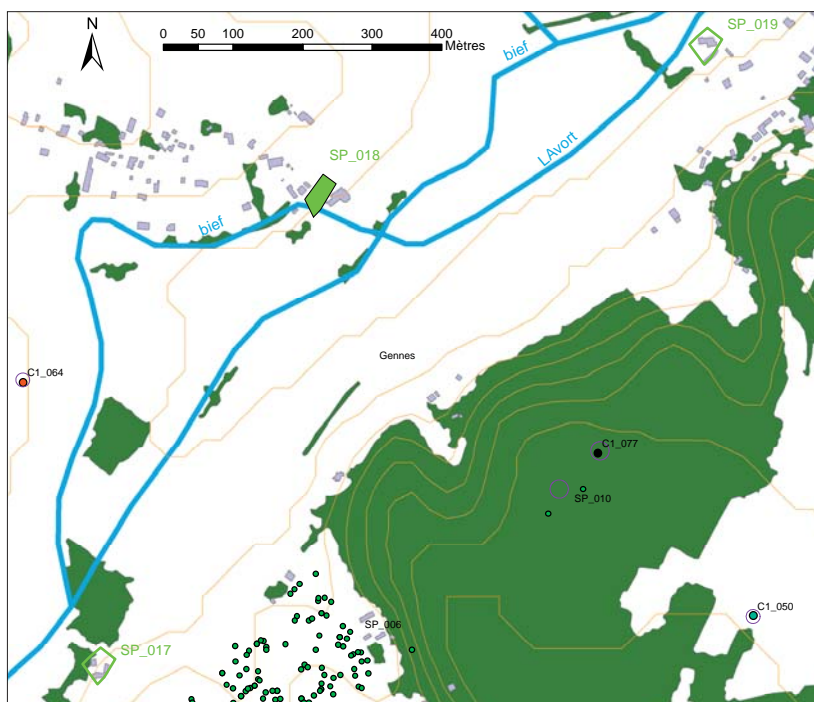 N
0 50 100 200 300 400
Mètres
bief
SP_019
LAvort
SP_018
bief
Gennes
C1_064
C1_077
SP_010
C1_050
SP_006
SP_017